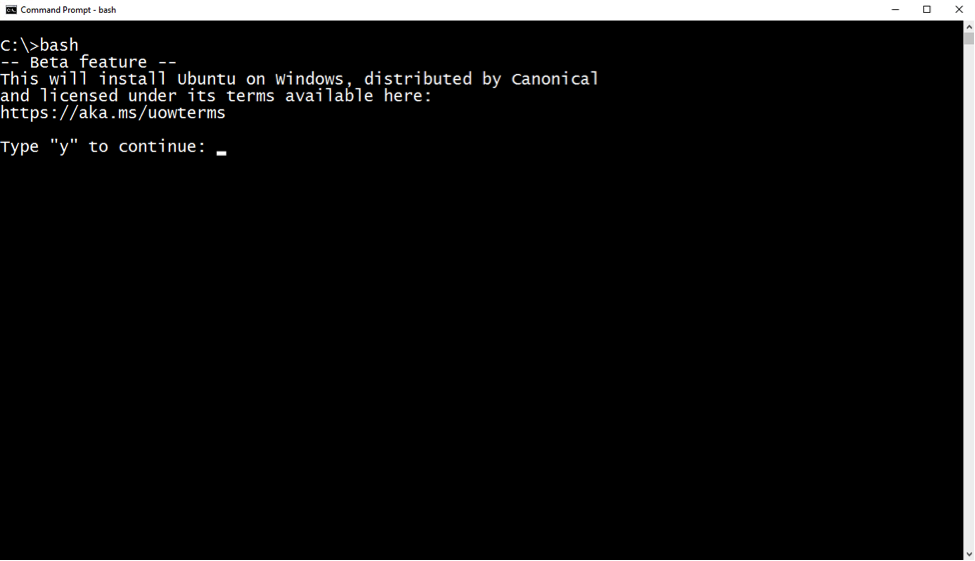 Command Prompt - bash
C:\>bash
-- Beta feature --
This will install Ubuntu on Windows, distributed by Canonical
and licensed under its terms available here:
https://aka.ms/uowterms
Type "y" to continue: _